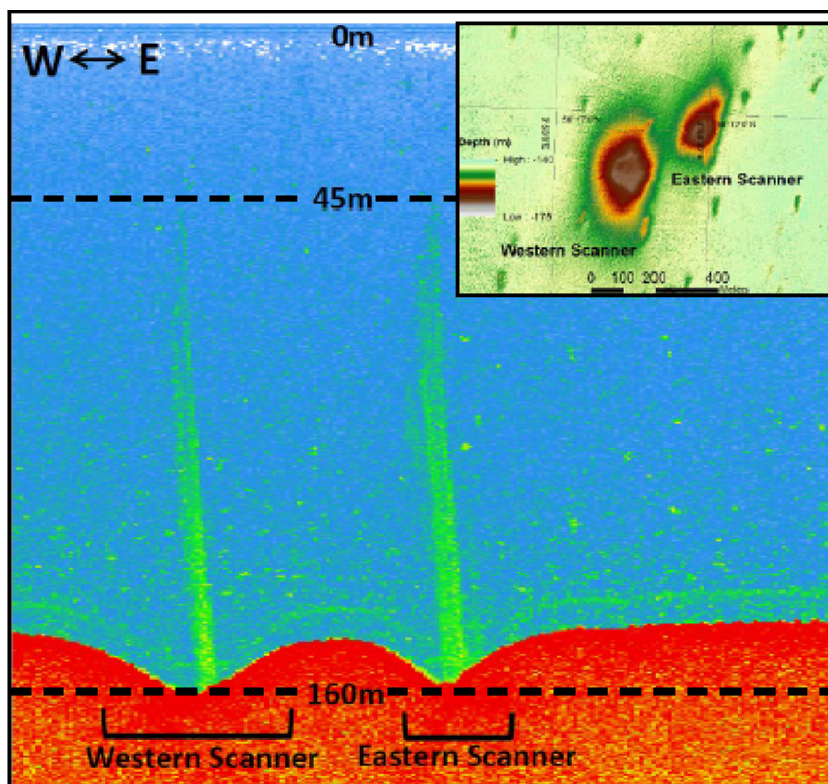 0m
W ↔ E
45m
160m
Western Scanner
Eastern Scanner
Depth (m)
High : -140
Low : -175
Eastern Scanner
Western Scanner
0 100 200 400
Meters